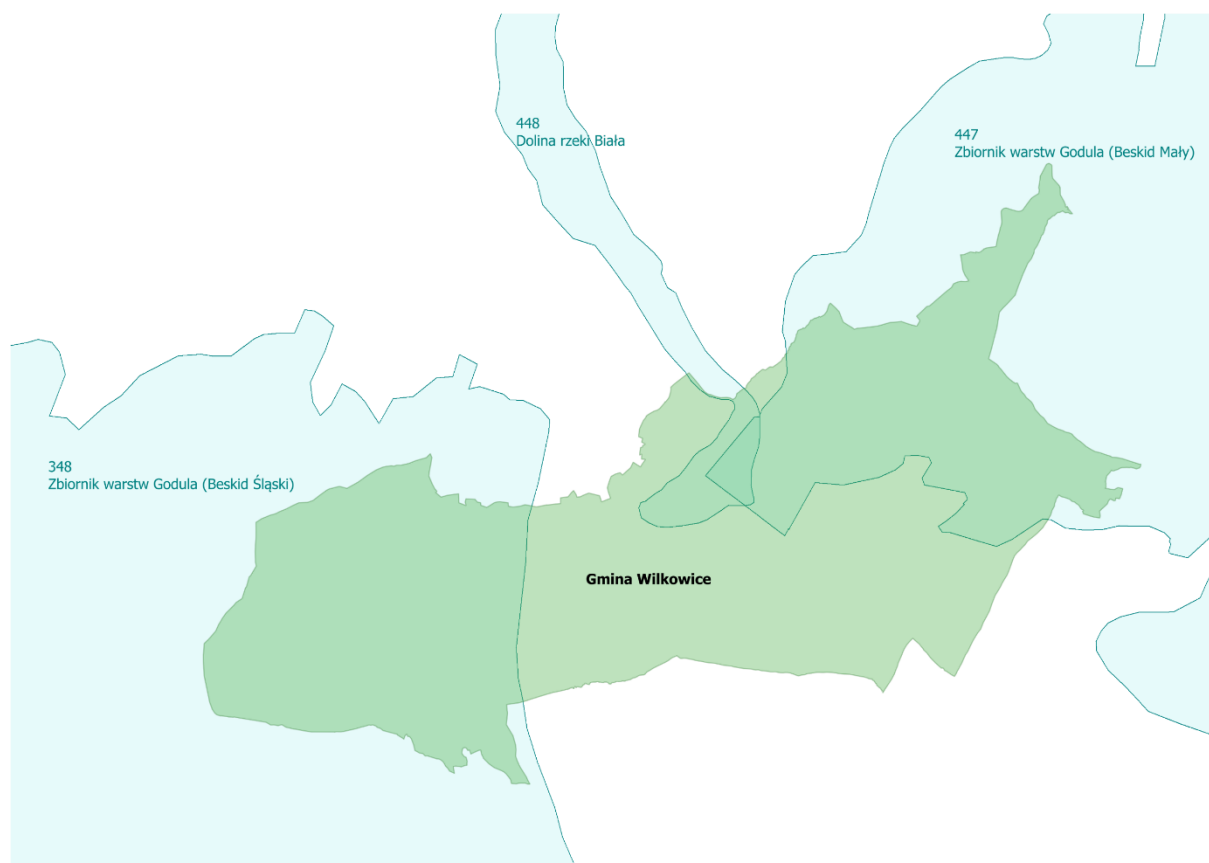 448
Dolina rzeki Biała
447
Zbiornik warstw Godula (Beskid Mały)
348
Zbiornik warstw Godula (Beskid Śląski)
Gmina Wilkowice